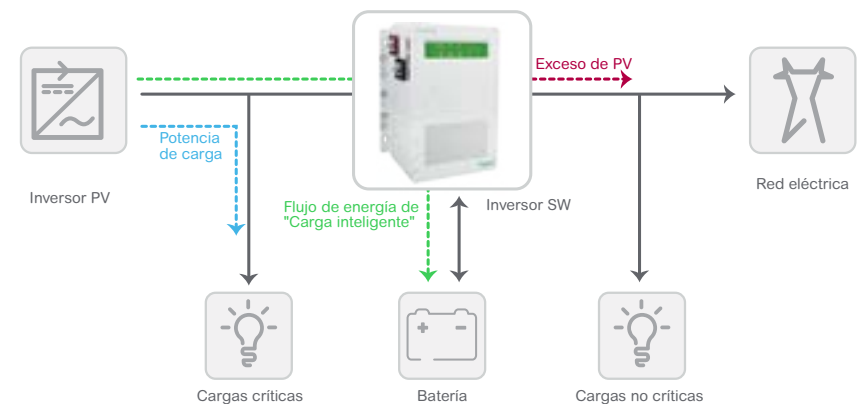 Exceso de PV
Potencia
de carga
Inversor PV
Flujo de energía de
"Carga inteligente"
Inversor SW
Red eléctrica
Cargas críticas
Batería
Cargas no críticas